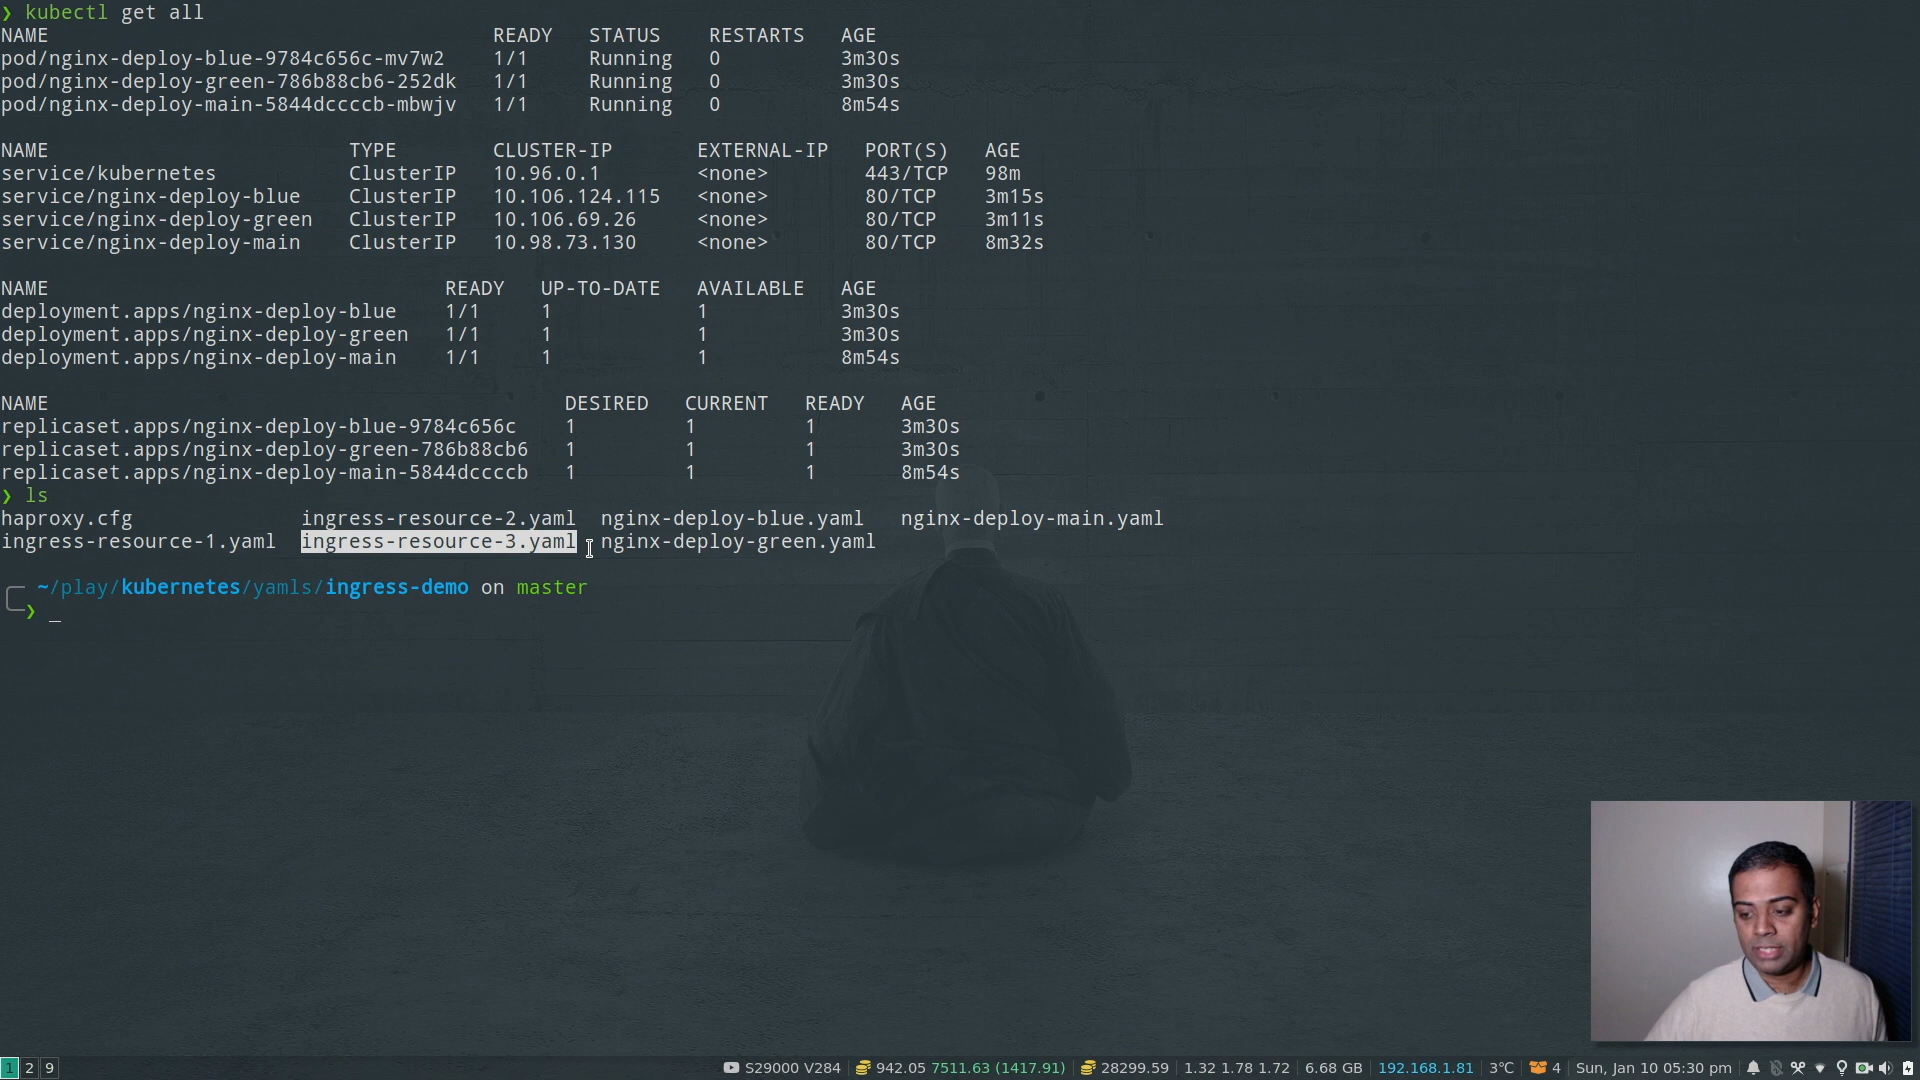 ❯ kubectl get all
NAME READY STATUS RESTARTS AGE
pod/nginx-deploy-blue-9784c656c-mv7w2 1/1 Running 0 3m30s
pod/nginx-deploy-green-786b88cb6-252dk 1/1 Running 0 3m30s
pod/nginx-deploy-main-5844dccccb-mbwjv 1/1 Running 0 8m54s
NAME TYPE CLUSTER-IP EXTERNAL-IP PORT(S) AGE
service/kubernetes ClusterIP 10.96.0.1 <none> 443/TCP 98m
service/nginx-deploy-blue ClusterIP 10.106.124.115 <none> 80/TCP 3m15s
service/nginx-deploy-green ClusterIP 10.106.69.26 <none> 80/TCP 3m11s
service/nginx-deploy-main ClusterIP 10.98.73.130 <none> 80/TCP 8m32s
NAME READY UP-TO-DATE AVAILABLE AGE
deployment.apps/nginx-deploy-blue 1/1 1 1 3m30s
deployment.apps/nginx-deploy-green 1/1 1 1 3m30s
deployment.apps/nginx-deploy-main 1/1 1 1 8m54s
NAME DESIRED CURRENT READY AGE
replicaset.apps/nginx-deploy-blue-9784c656c 1 1 1 3m30s
replicaset.apps/nginx-deploy-green-786b88cb6 1 1 1 3m30s
replicaset.apps/nginx-deploy-main-5844dccccb 1 1 1 8m54s
❯ ls
haproxy.cfg ingress-resource-2.yaml nginx-deploy-blue.yaml nginx-deploy-main.yaml
ingress-resource-1.yaml ingress-resource-3.yaml nginx-deploy-green.yaml
~/play/kubernetes/yamls/ingress-demo on master
❯ _
1 2 9 S29000 V284 942.05 7511.63 (1417.91) 28299.59 1.32 1.78 1.72 6.68 GB 192.168.1.81 3°C 4 Sun, Jan 10 05:30 pm